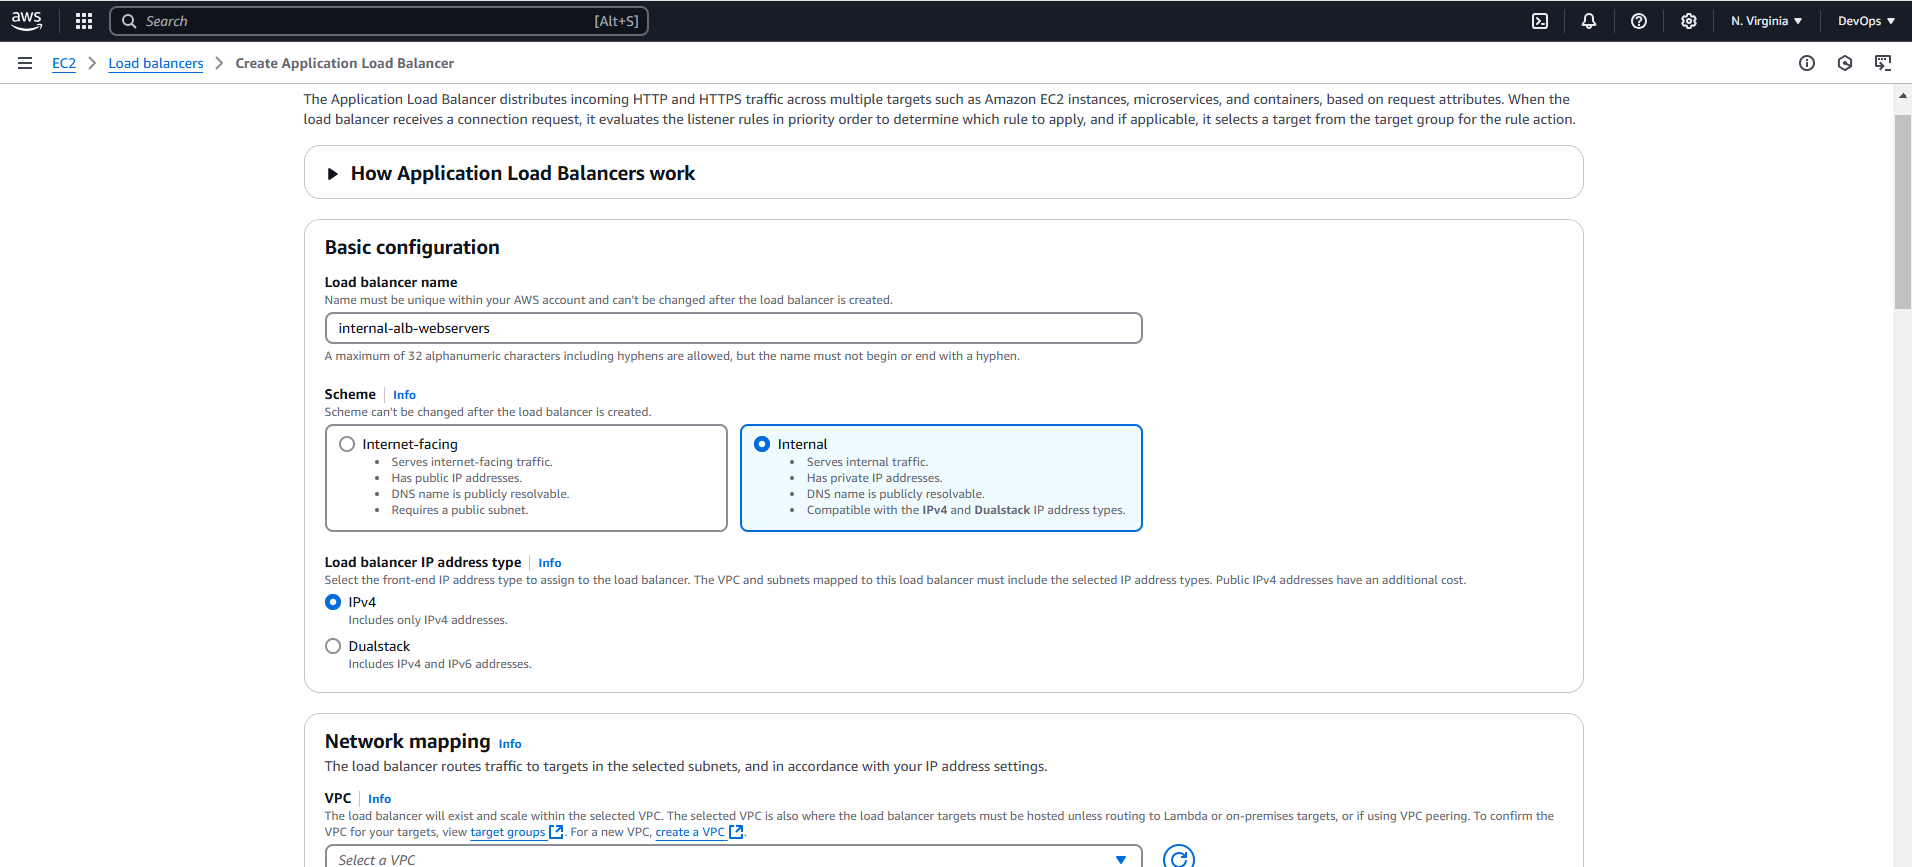 aws
Search
[Alt+S]
N. Virginia
DevOps
EC2
Load balancers
Create Application Load Balancer
The Application Load Balancer distributes incoming HTTP and HTTPS traffic across multiple targets such as Amazon EC2 instances, microservices, and containers, based on request attributes. When the
load balancer receives a connection request, it evaluates the listener rules in priority order to determine which rule to apply, and if applicable, it selects a target from the target group for the rule action.
How Application Load Balancers work
Basic configuration
Load balancer name
Name must be unique within your AWS account and can't be changed after the load balancer is created.
internal-alb-webservers
A maximum of 32 alphanumeric characters including hyphens are allowed, but the name must not begin or end with a hyphen.
Scheme Info
Scheme can't be changed after the load balancer is created.
Internet-facing
• Serves internet-facing traffic.
• Has public IP addresses.
• DNS name is publicly resolvable.
• Requires a public subnet.
Internal
• Serves internal traffic.
• Has private IP addresses.
• DNS name is publicly resolvable.
• Compatible with the IPv4 and Dualstack IP address types.
Load balancer IP address type Info
Select the front-end IP address type to assign to the load balancer. The VPC and subnets mapped to this load balancer must include the selected IP address types. Public IPv4 addresses have an additional cost.
IPv4
Includes only IPv4 addresses.
Dualstack
Includes IPv4 and IPv6 addresses.
Network mapping Info
The load balancer routes traffic to targets in the selected subnets, and in accordance with your IP address settings.
VPC Info
The load balancer will exist and scale within the selected VPC. The selected VPC is also where the load balancer targets must be hosted unless routing to Lambda or on-premises targets, or if using VPC peering. To confirm the
VPC for your targets, view target groups. For a new VPC, create a VPC.
Select a VPC